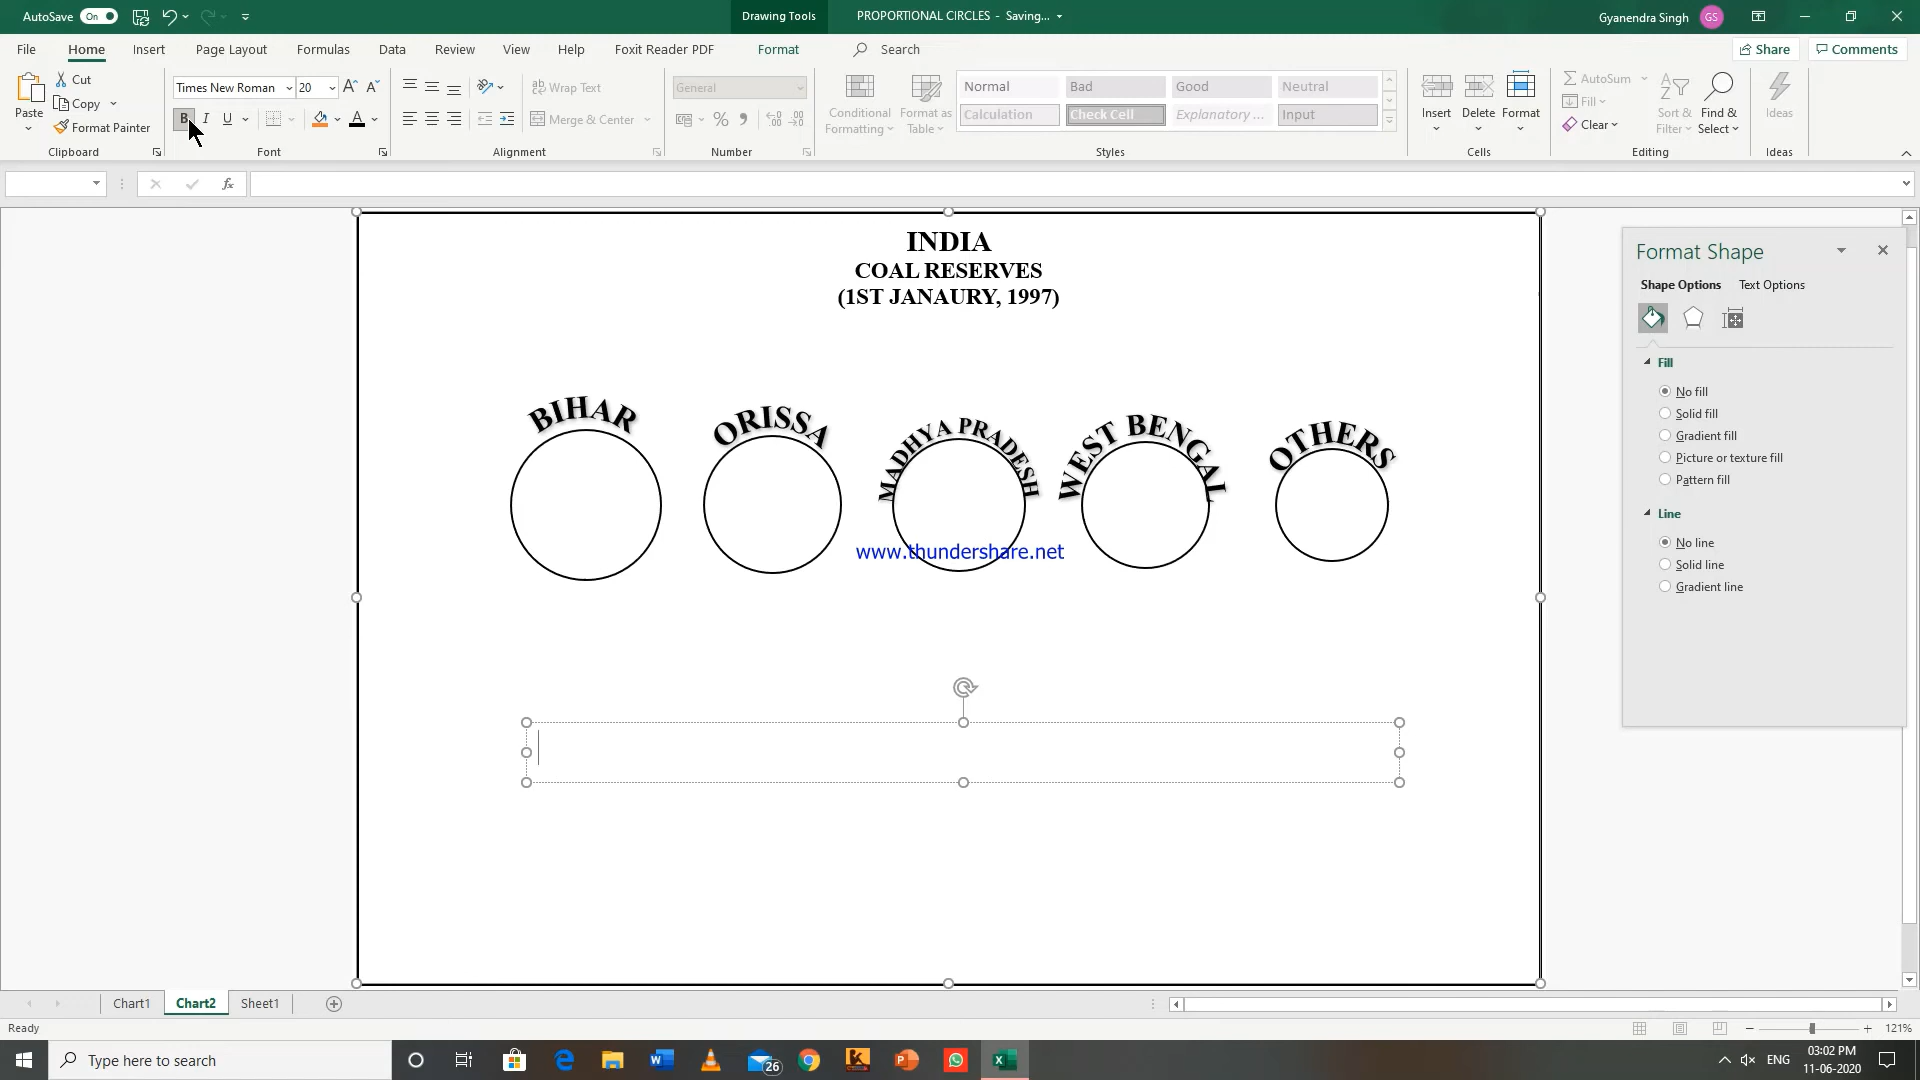 AutoSave On
Drawing Tools
PROPORTIONAL CIRCLES - Saving...
Gyanendra Singh GS
File Home Insert Page Layout Formulas Data Review View Help Foxit Reader PDF Format Search
Share Comments
Paste
Cut
Copy
Format Painter
Clipboard
Times New Roman 20
B I U
Font
Wrap Text
Merge & Center
Alignment
General
Number
Conditional Formatting
Format as Table
Normal Bad Good Neutral
Calculation Check Cell Explanatory ... Input
Styles
Insert Delete Format
Cells
AutoSum
Fill
Clear
Sort & Filter
Find & Select
Editing
Ideas
Ideas
fx
INDIA
COAL RESERVES
(1ST JANAURY, 1997)
BIHAR ORISSA MADHYA PRADESH WEST BENGAL OTHERS
www.thundershare.net
Format Shape
Shape Options Text Options
Fill
No fill
Solid fill
Gradient fill
Picture or texture fill
Pattern fill
Line
No line
Solid line
Gradient line
Chart1 Chart2 Sheet1
Ready
121%
Type here to search
26
ENG
03:02 PM
11-06-2020